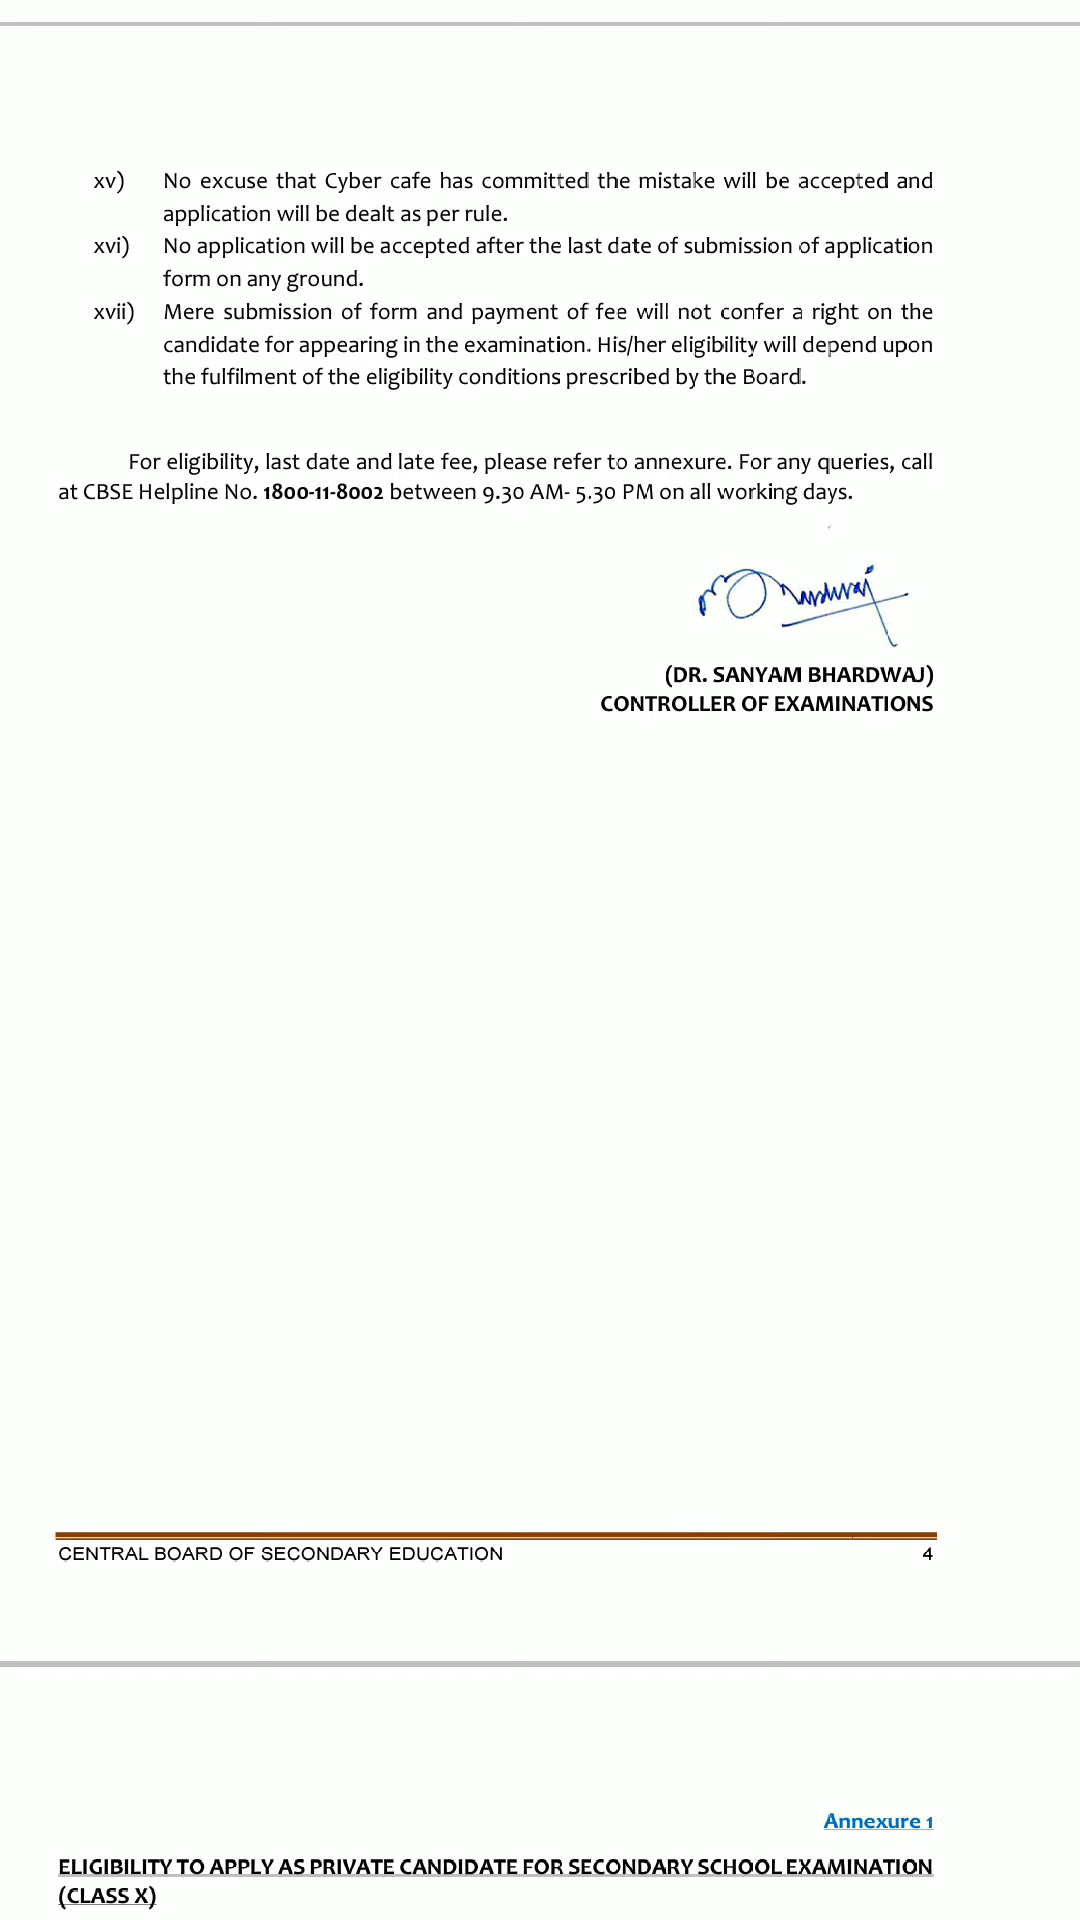 xv) No excuse that Cyber cafe has committed the mistake will be accepted and
application will be dealt as per rule.
xvi) No application will be accepted after the last date of submission of application
form on any ground.
xvii) Mere submission of form and payment of fee will not confer a right on the
candidate for appearing in the examination. His/her eligibility will depend upon
the fulfilment of the eligibility conditions prescribed by the Board.
For eligibility, last date and late fee, please refer to annexure. For any queries, call
at CBSE Helpline No. 1800-11-8002 between 9.30 AM- 5.30 PM on all working days.
(DR. SANYAM BHARDWAJ)
CONTROLLER OF EXAMINATIONS
CENTRAL BOARD OF SECONDARY EDUCATION 4
Annexure 1
ELIGIBILITY TO APPLY AS PRIVATE CANDIDATE FOR SECONDARY SCHOOL EXAMINATION
(CLASS X)